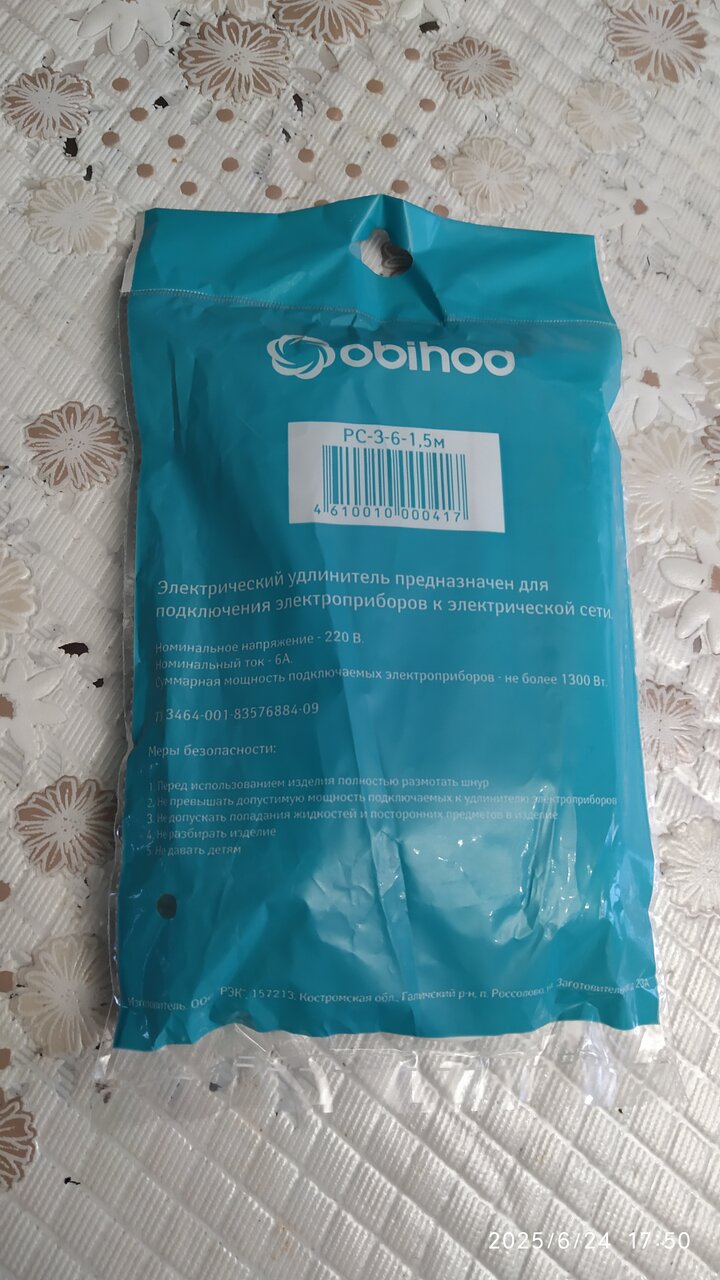 obihod
РС-3-6-1,5м
4 610010 000417
Электрический удлинитель предназначен для
подключения электроприборов к электрической сети.
Номинальное напряжение - 220 В.
Номинальный ток - 6А.
Суммарная мощность подключаемых электроприборов - не более 1300 Вт.
3464-001-83576884-09
Меры безопасности:
1. Перед использованием изделия полностью размотать шнур
2. Не превышать допустимую мощность подключаемых к удлинителю электроприборов
3. Не допускать попадания жидкостей и посторонних предметов в изделие
4. Не разбирать изделие
5. Не давать детям
Изготовитель: ООО РЭК", 157213, Костромская обл., Галичский р-н, п. Россолово, Заготовительная, 20А
2025/6/24 17:50